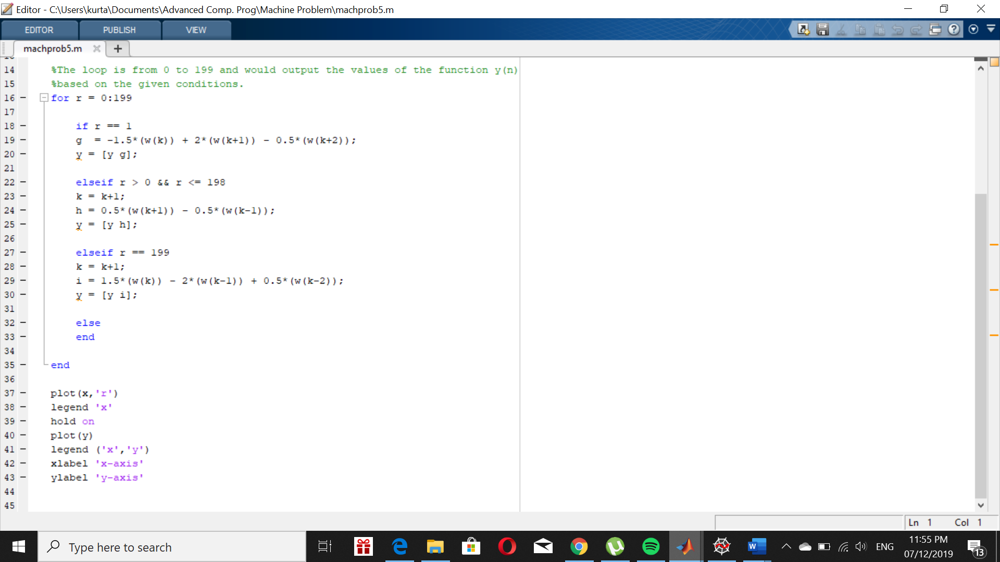 Editor - C:\Users\kurta\Documents\Advanced Comp. Prog\Machine Problem\machprob5.m
EDITOR PUBLISH VIEW
machprob5.m
14 %The loop is from 0 to 199 and would output the values of the function y(n)
15 %based on the given conditions.
16 for r = 0:199
17
18 if r == 1
19 g  = -1.5*(w(k)) + 2*(w(k+1)) - 0.5*(w(k+2));
20 y = [y g];
21
22 elseif r > 0 && r <= 198
23 k = k+1;
24 h = 0.5*(w(k+1)) - 0.5*(w(k-1));
25 y = [y h];
26
27 elseif r == 199
28 k = k+1;
29 i = 1.5*(w(k)) - 2*(w(k-1)) + 0.5*(w(k-2));
30 y = [y i];
31
32 else
33 end
34
35 end
36
37 plot(x,'r')
38 legend 'x'
39 hold on
40 plot(y)
41 legend ('x','y')
42 xlabel 'x-axis'
43 ylabel 'y-axis'
44
45
Ln 1 Col 1
Type here to search
W
ENG
11:55 PM
07/12/2019
13